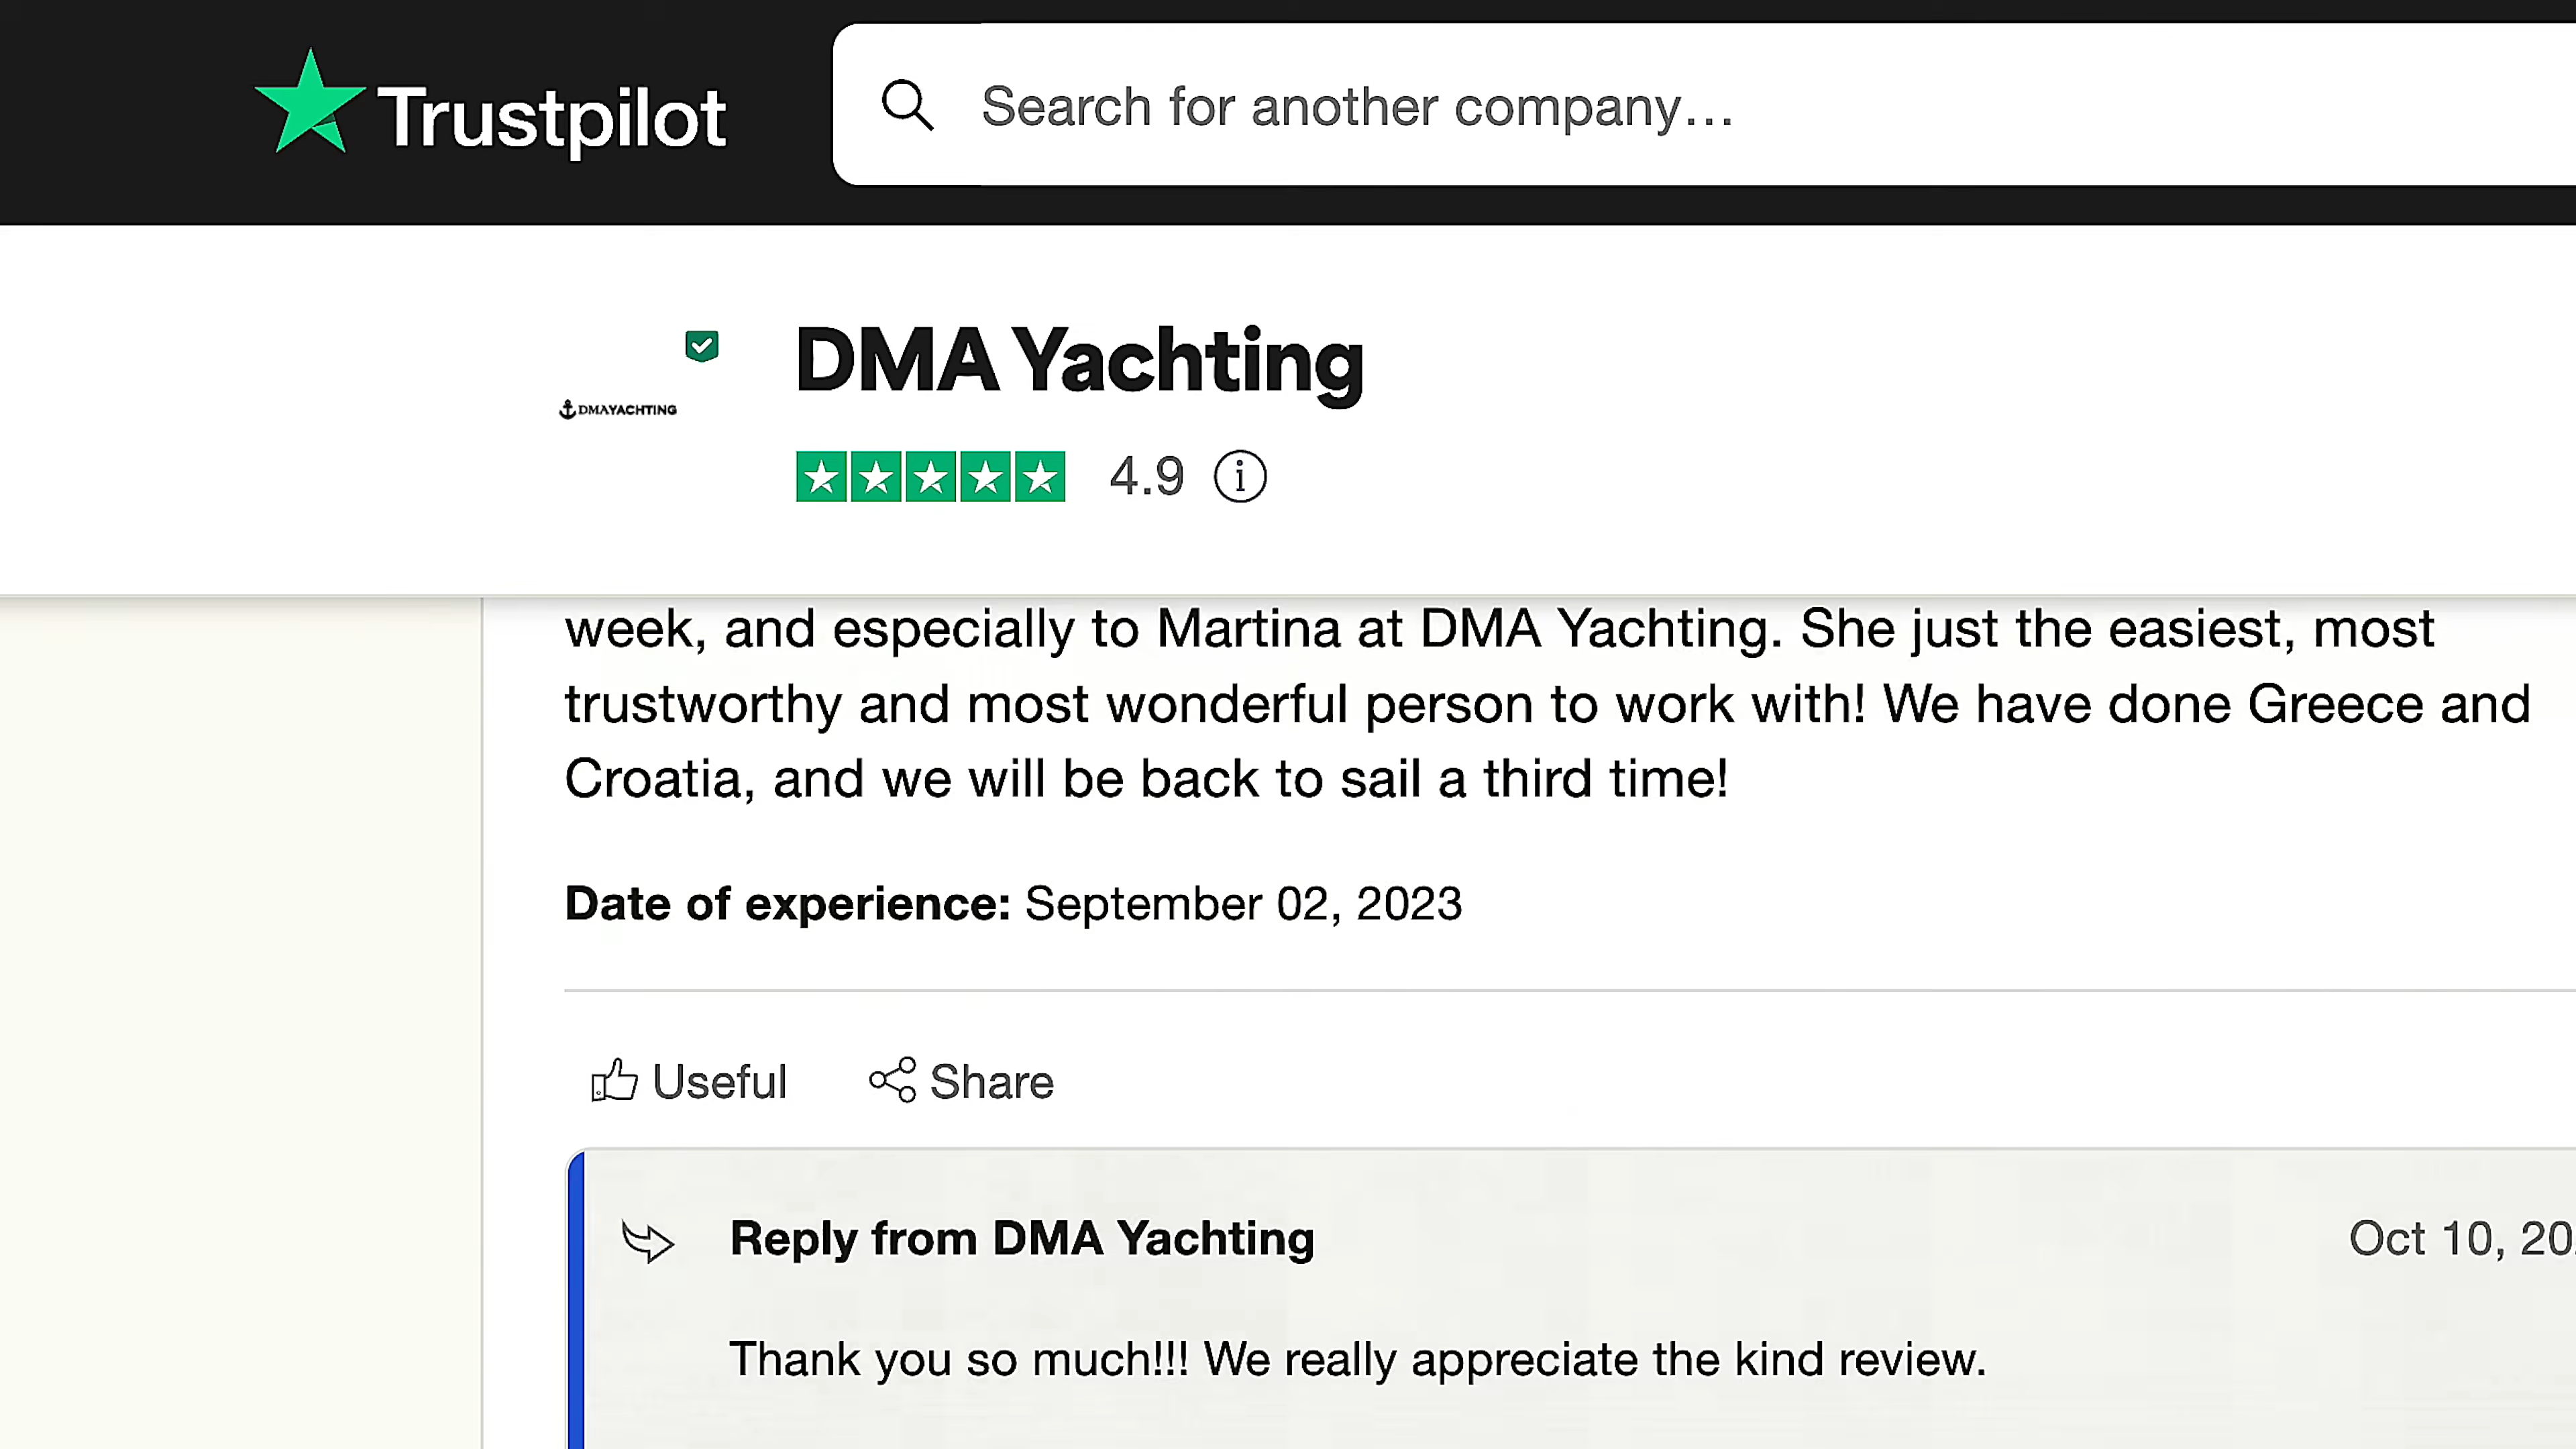 Trustpilot
Search for another company...
DMA Yachting
DMAYACHTING
4.9
week, and especially to Martina at DMA Yachting. She just the easiest, most
trustworthy and most wonderful person to work with! We have done Greece and
Croatia, and we will be back to sail a third time!
Date of experience: September 02, 2023
Useful Share
Reply from DMA Yachting Oct 10, 20
Thank you so much!!! We really appreciate the kind review.